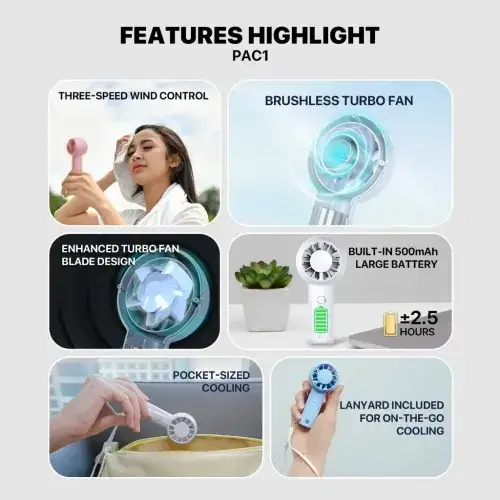 FEATURES HIGHLIGHT
PAC1
THREE-SPEED WIND CONTROL
BRUSHLESS TURBO FAN
ENHANCED TURBO FAN
BLADE DESIGN
BUILT-IN 500mAh
LARGE BATTERY
±2.5
HOURS
POCKET-SIZED
COOLING
LANYARD INCLUDED
FOR ON-THE-GO
COOLING